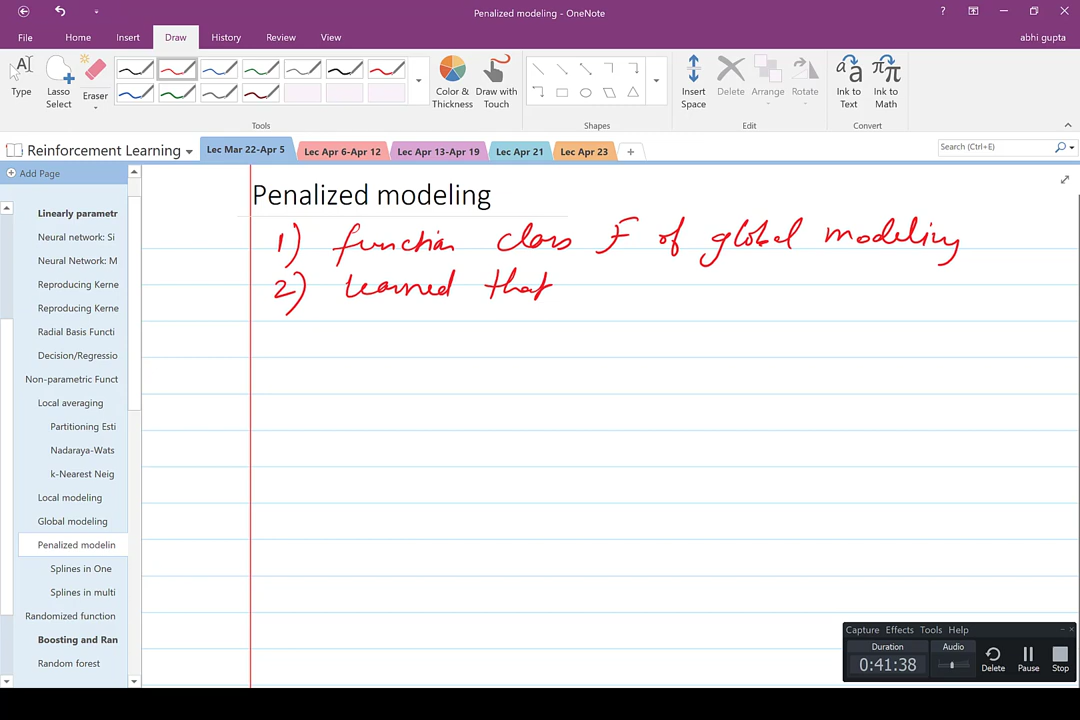 Penalized modeling - OneNote
?
File
Home
Insert
Draw
History
Review
View
abhi gupta
Type
Lasso Select
Eraser
Color & Thickness
Draw with Touch
Insert Space
Delete
Arrange
Rotate
Ink to Text
Ink to Math
Tools
Shapes
Edit
Convert
Reinforcement Learning
Lec Mar 22-Apr 5
Lec Apr 6-Apr 12
Lec Apr 13-Apr 19
Lec Apr 21
Lec Apr 23
+
Search (Ctrl+E)
Add Page
Linearly parametr
Neural network: Si
Neural Network: M
Reproducing Kerne
Reproducing Kerne
Radial Basis Functi
Decision/Regressio
Non-parametric Funct
Local averaging
Partitioning Esti
Nadaraya-Wats
k-Nearest Neig
Local modeling
Global modeling
Penalized modelin
Splines in One
Splines in multi
Randomized function
Boosting and Ran
Random forest
Penalized modeling
1) function class F of global modeling
2) learned that
Capture Effects Tools Help
Duration
0:41:38
Audio
Delete
Pause
Stop